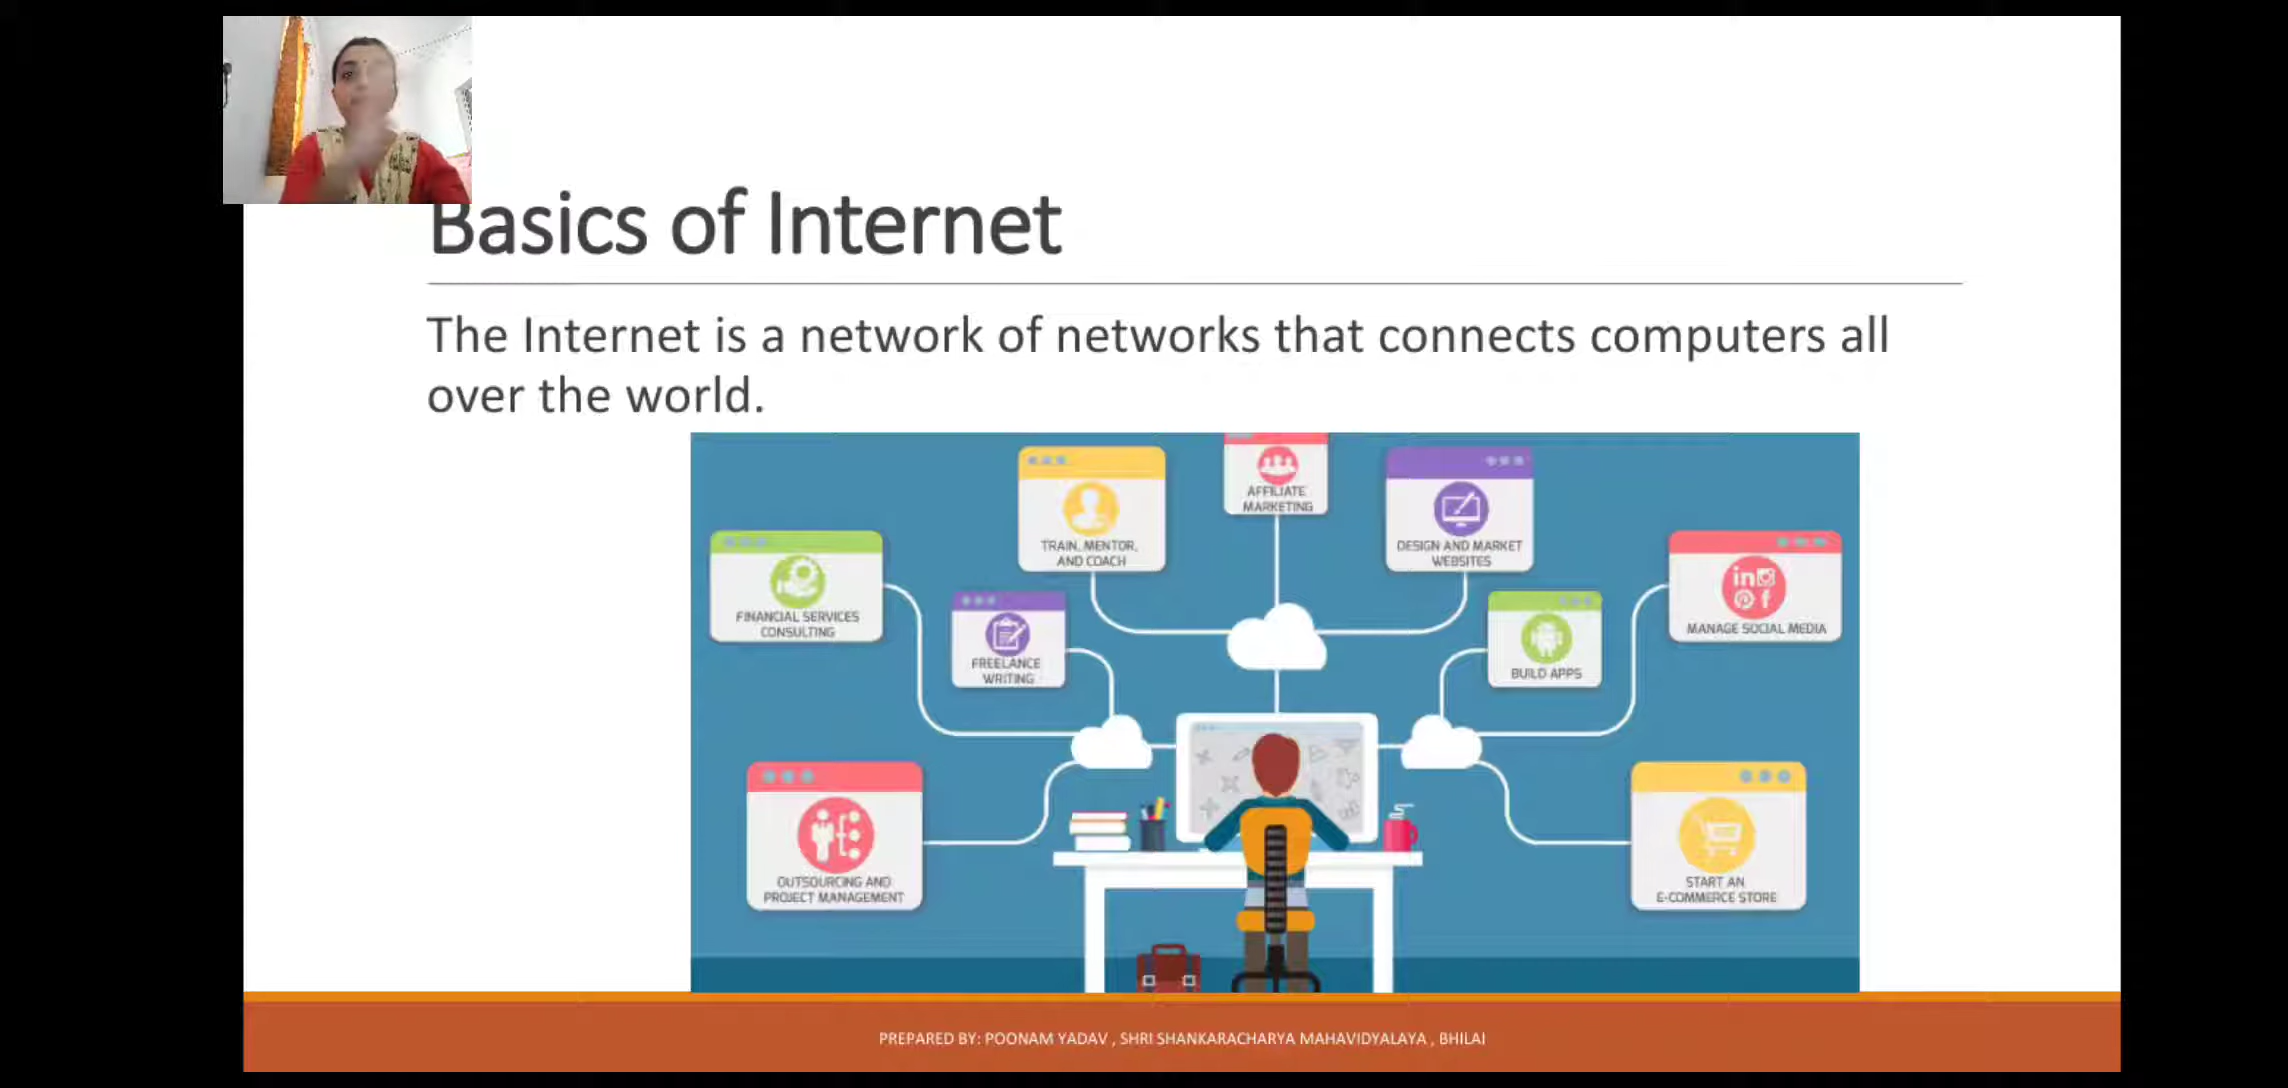 Basics of Internet
The Internet is a network of networks that connects computers all
over the world.
AFFILIATE
MARKETING
TRAIN, MENTOR,
AND COACH
DESIGN AND MARKET
WEBSITES
FINANCIAL SERVICES
CONSULTING
FREELANCE
WRITING
BUILD APPS
in
f
MANAGE SOCIAL MEDIA
OUTSOURCING AND
PROJECT MANAGEMENT
START AN
E-COMMERCE STORE
PREPARED BY: POONAM YADAV , SHRI SHANKARACHARYA MAHAVIDYALAYA , BHILAI